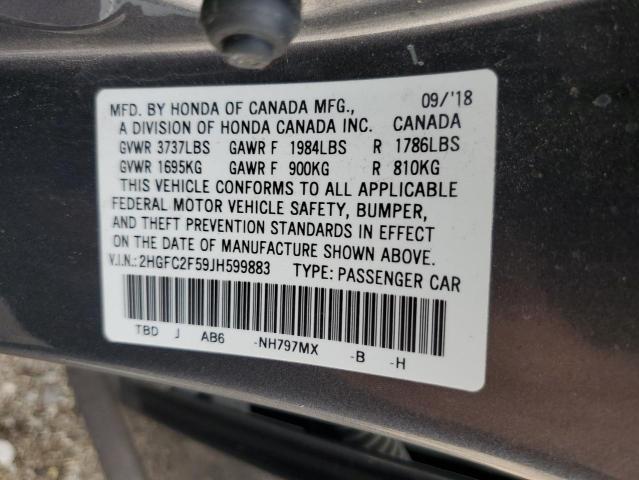 MFD. BY HONDA OF CANADA MFG., 09/'18
A DIVISION OF HONDA CANADA INC. CANADA
GVWR 3737LBS GAWR F 1984LBS R 1786LBS
GVWR 1695KG GAWR F 900KG R 810KG
THIS VEHICLE CONFORMS TO ALL APPLICABLE
FEDERAL MOTOR VEHICLE SAFETY, BUMPER,
AND THEFT PREVENTION STANDARDS IN EFFECT
ON THE DATE OF MANUFACTURE SHOWN ABOVE.
V.I.N.: 2HGFC2F59JH599883 TYPE: PASSENGER CAR
TBD J AB6 -NH797MX -B -H